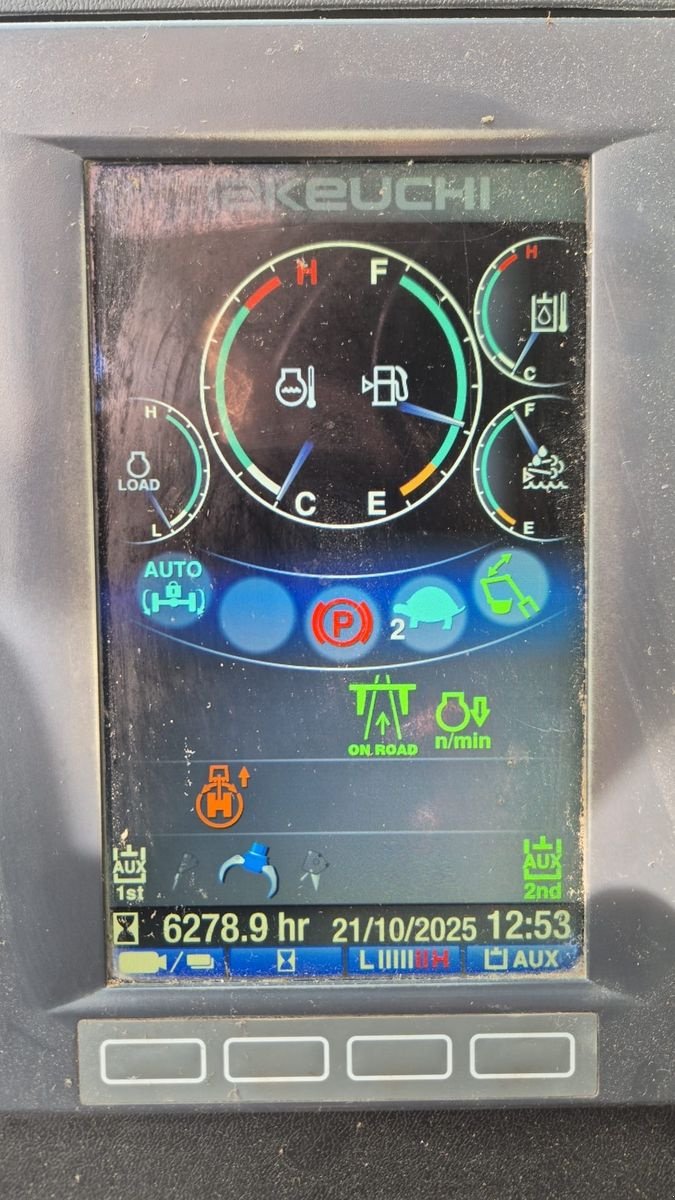 AKEUCHI
H F
H
C
H
LOAD
L
C E
F
E
AUTO
P
2
ON ROAD
n/min
AUX
1st
AUX
2nd
6278.9 hr 21/10/2025 12:53
/ L H AUX